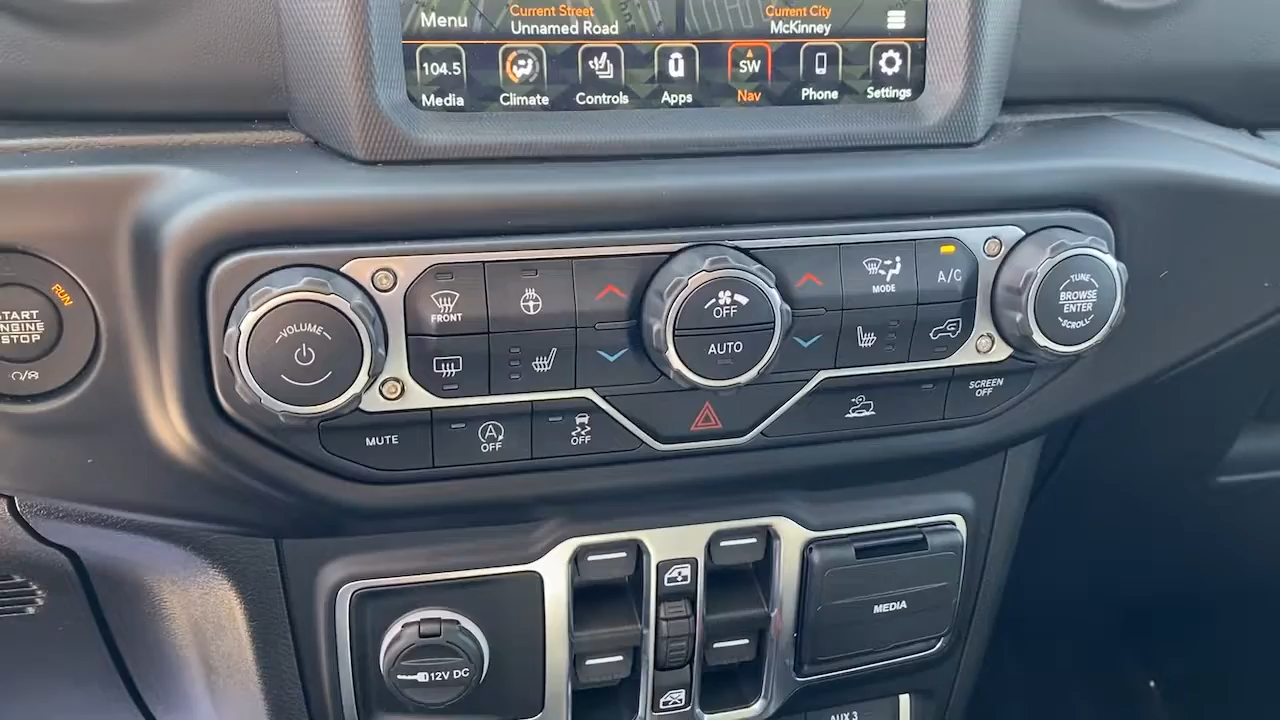 Menu
Current Street
Unnamed Road
Current City
McKinney
104.5
SW
Media
Climate
Controls
Apps
Nav
Phone
Settings
RUN
START
ENGINE
STOP
VOLUME
FRONT
OFF
AUTO
MODE
A/C
TUNE
BROWSE
ENTER
SCROLL
MUTE
A
OFF
OFF
SCREEN
OFF
12V DC
MEDIA
AUX 3